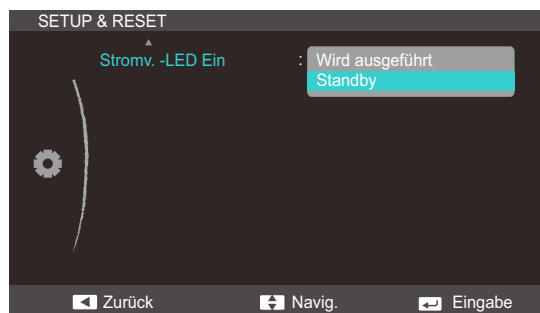 SETUP & RESET
Stromv. -LED Ein : Wird ausgeführt
Standby
Zurück Navig. Eingabe